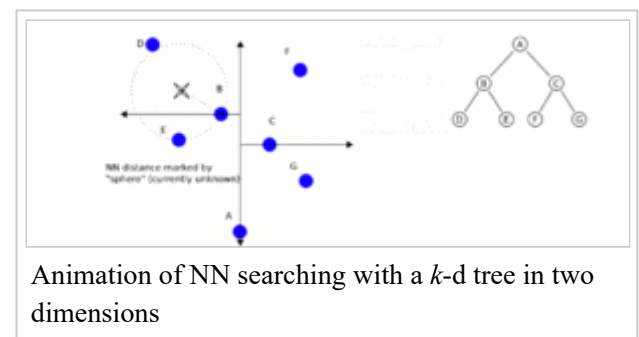 D
F
B
E
C
G
A
NN distance marked by
"sphere" (currently unknown)
A
B C
D E F G
Animation of NN searching with a k-d tree in two
dimensions